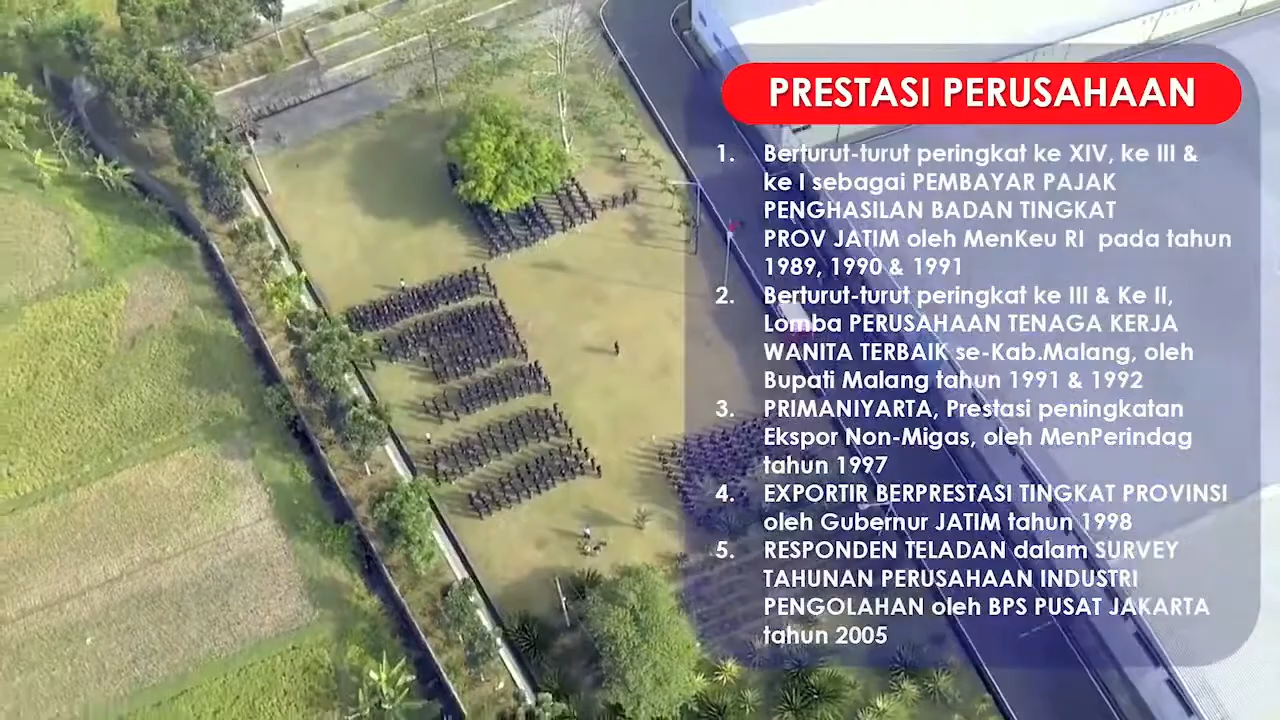 PRESTASI PERUSAHAAN
1. Berturut-turut peringkat ke XIV, ke III &
ke I sebagai PEMBAYAR PAJAK
PENGHASILAN BADAN TINGKAT
PROV JATIM oleh MenKeu RI pada tahun
1989, 1990 & 1991
2. Berturut-turut peringkat ke III & Ke II,
Lomba PERUSAHAAN TENAGA KERJA
WANITA TERBAIK se-Kab.Malang, oleh
Bupati Malang tahun 1991 & 1992
3. PRIMANIYARTA, Prestasi peningkatan
Ekspor Non-Migas, oleh MenPerindag
tahun 1997
4. EXPORTIR BERPRESTASI TINGKAT PROVINSI
oleh Gubernur JATIM tahun 1998
5. RESPONDEN TELADAN dalam SURVEY
TAHUNAN PERUSAHAAN INDUSTRI
PENGOLAHAN oleh BPS PUSAT JAKARTA
tahun 2005